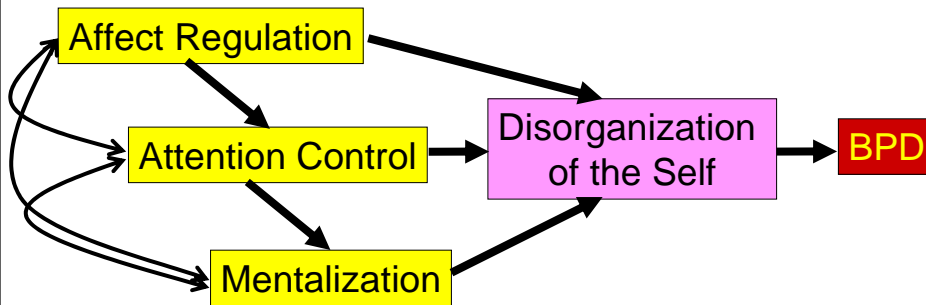 Affect Regulation
Attention Control
Mentalization
Disorganization
of the Self
BPD